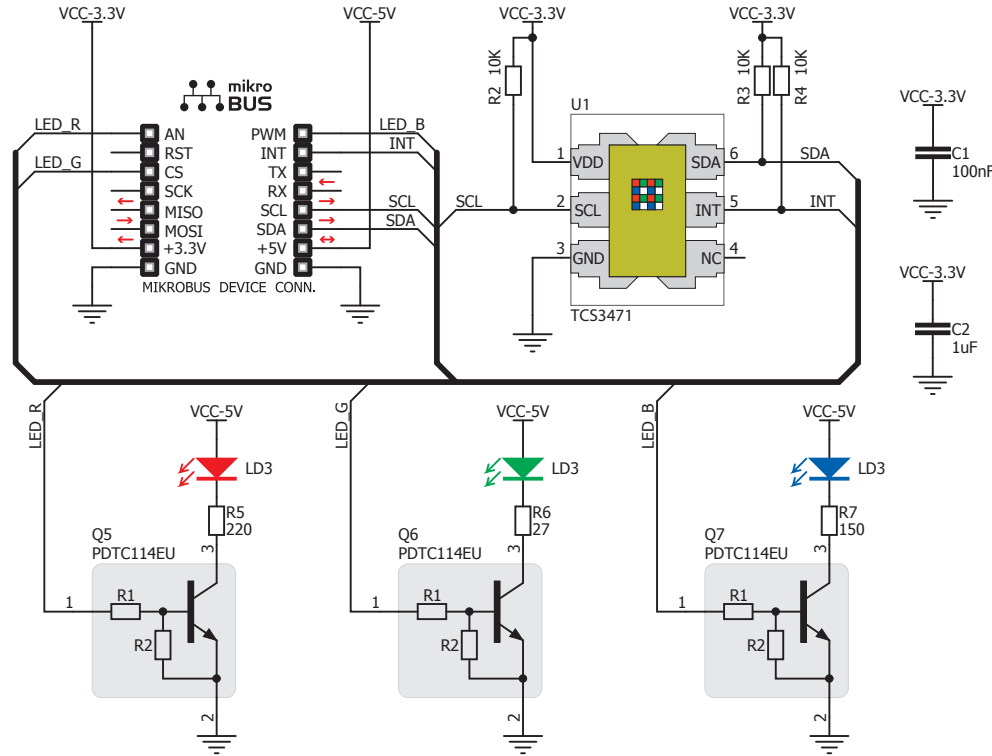 VCC-3.3V
VCC-5V
VCC-3.3V
VCC-3.3V
mikro
BUS
R2 10K
R3 10K
R4 10K
LED_R
AN
PWM
LED_B
RST
INT
INT
LED_G
CS
TX
SCK
RX
MISO
SCL
SCL
MOSI
SDA
SDA
+3.3V
+5V
GND
GND
MIKROBUS DEVICE CONN.
U1
1
VDD
SDA
6
SDA
SCL
2
SCL
INT
5
INT
3
GND
NC
4
TCS3471
VCC-3.3V
C1
100nF
VCC-3.3V
C2
1uF
LED_R
VCC-5V
LD3
R5
220
Q5
PDTC114EU
3
1
R1
R2
2
LED_G
VCC-5V
LD3
R6
27
Q6
PDTC114EU
3
1
R1
R2
2
LED_B
VCC-5V
LD3
R7
150
Q7
PDTC114EU
3
1
R1
R2
2